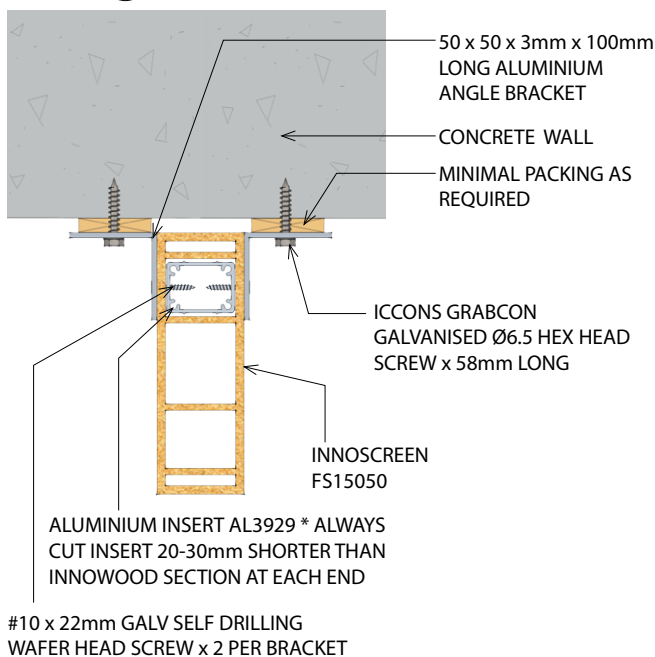 50 x 50 x 3mm x 100mm
LONG ALUMINIUM
ANGLE BRACKET
CONCRETE WALL
MINIMAL PACKING AS
REQUIRED
ICCONS GRABCON
GALVANISED Ø6.5 HEX HEAD
SCREW x 58mm LONG
INNOSCREEN
FS15050
ALUMINIUM INSERT AL3929 * ALWAYS
CUT INSERT 20-30mm SHORTER THAN
INNOWOOD SECTION AT EACH END
#10 x 22mm GALV SELF DRILLING
WAFER HEAD SCREW x 2 PER BRACKET